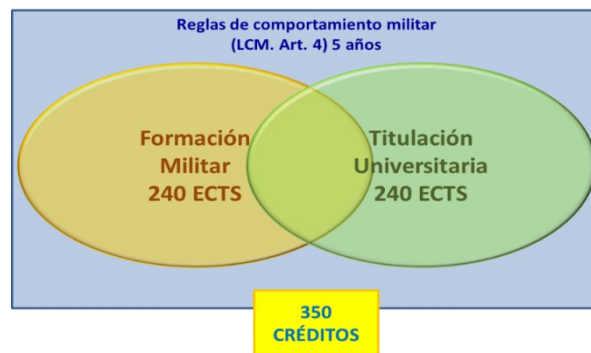 Reglas de comportamiento militar
(LCM. Art. 4) 5 años
Formación
Militar
240 ECTS
Titulación
Universitaria
240 ECTS
350
CRÉDITOS